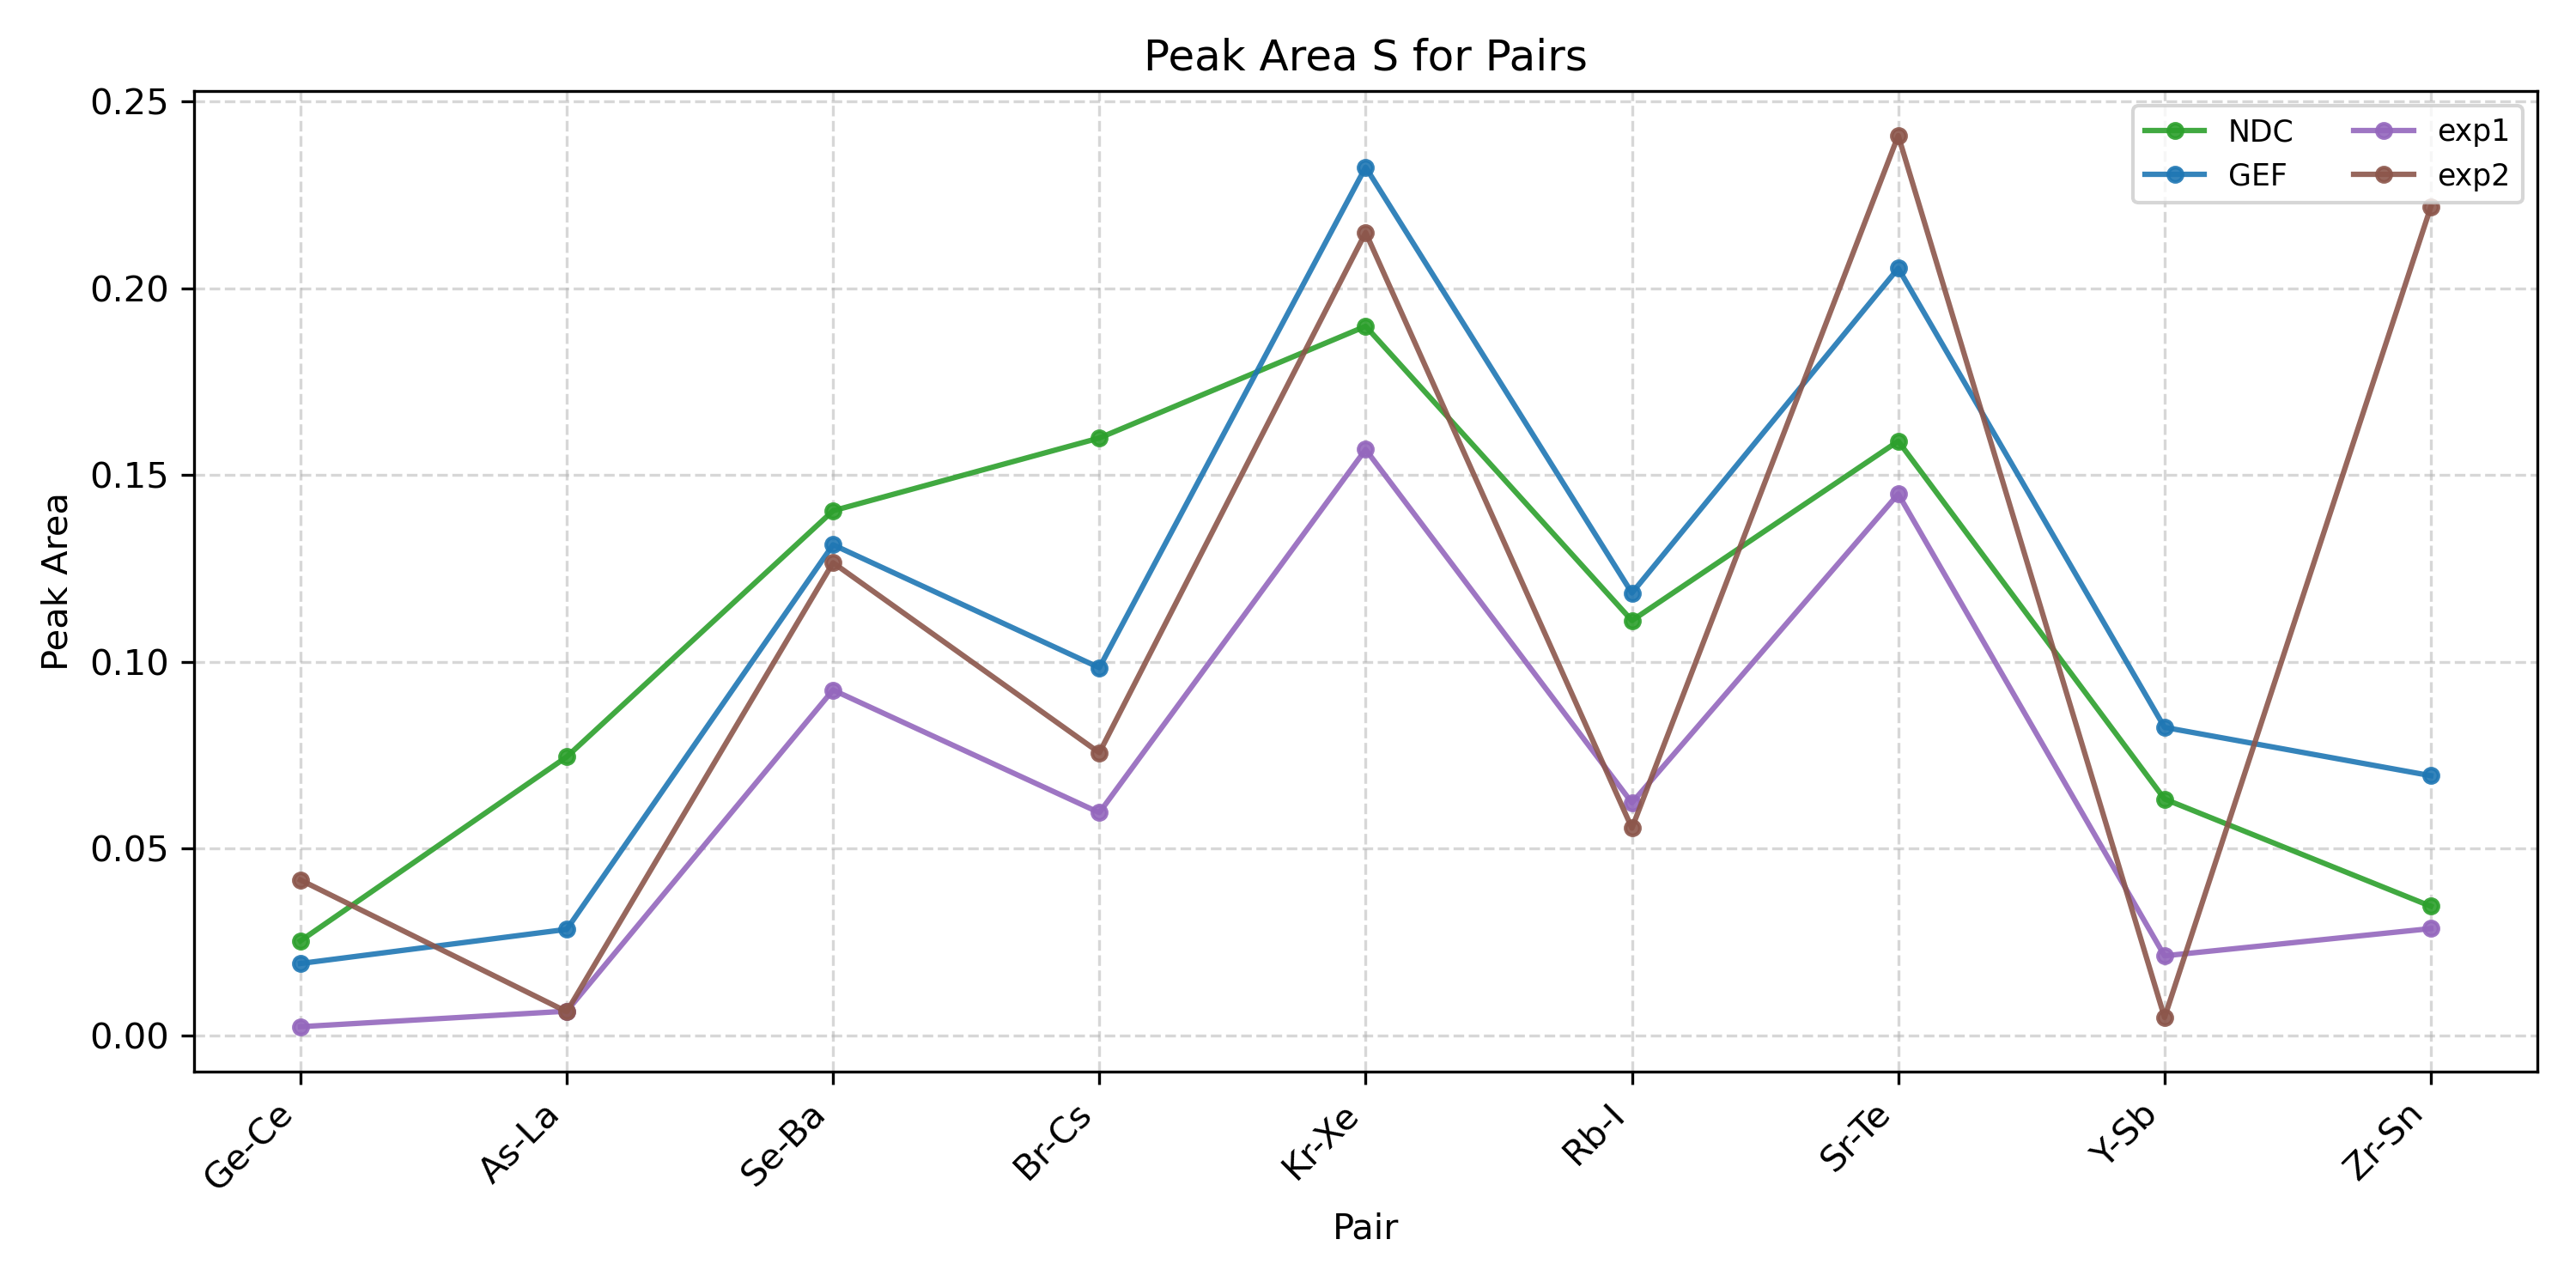 Peak Area S for Pairs
NDC
GEF
exp1
exp2
Peak Area
0.25
0.20
0.15
0.10
0.05
0.00
Ge-Ce
As-La
Se-Ba
Br-Cs
Kr-Xe
Rb-I
Sr-Te
Y-Sb
Zr-Sn
Pair